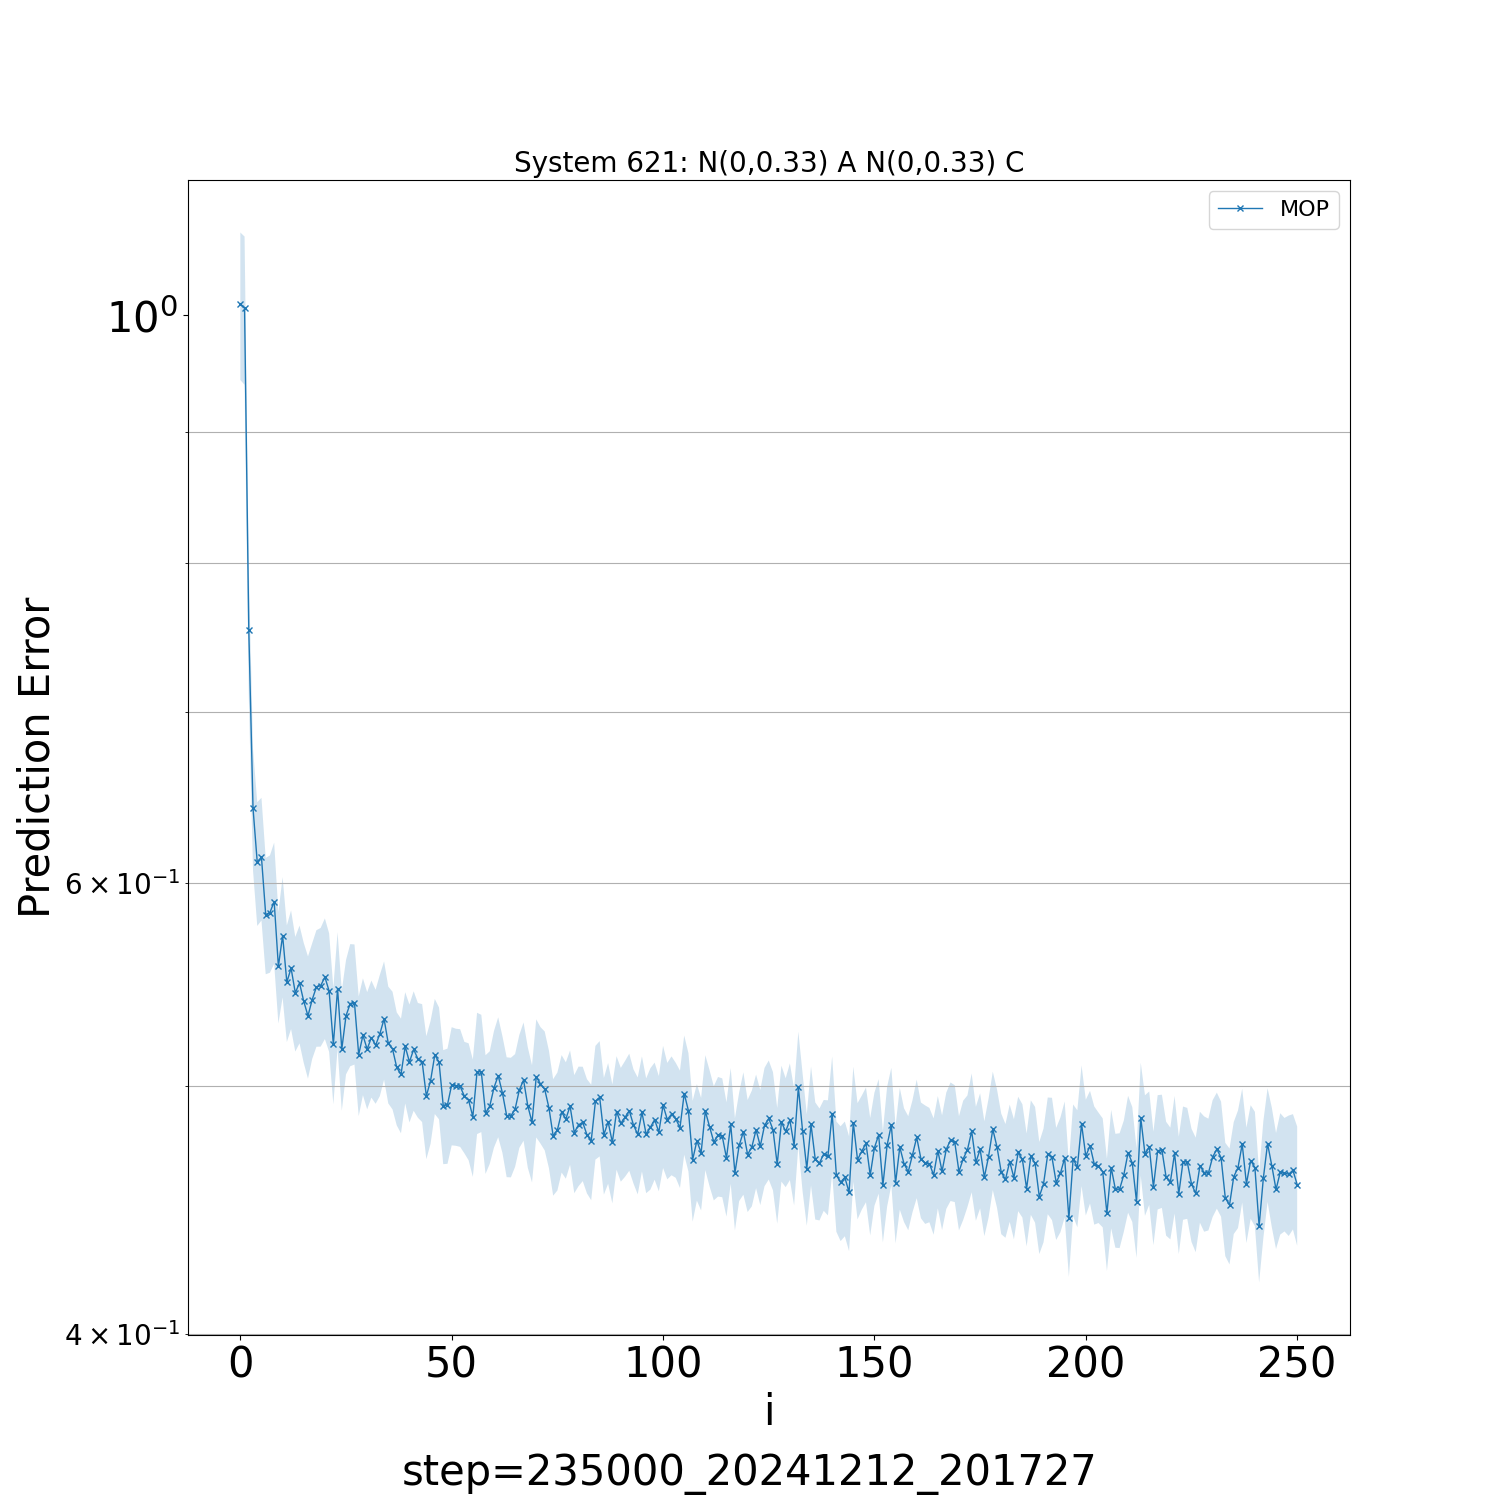 System 621: N(0,0.33) A N(0,0.33) C
MOP
10⁰
6 × 10⁻¹
4 × 10⁻¹
Prediction Error
0 50 100 150 200 250
i
step=235000_20241212_201727